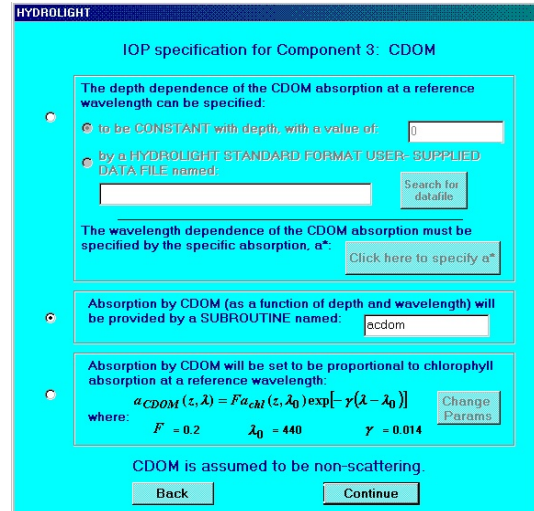 HYDROLIGHT
IOP specification for Component 3: CDOM
The depth dependence of the CDOM absorption at a reference
wavelength can be specified:
to be CONSTANT with depth, with a value of:
0
by a HYDROLIGHT STANDARD FORMAT USER- SUPPLIED
DATA FILE named:
Search for
datafile
The wavelength dependence of the CDOM absorption must be
specified by the specific absorption, a*:
Click here to specify a*
Absorption by CDOM (as a function of depth and wavelength) will
be provided by a SUBROUTINE named:
acdom
Absorption by CDOM will be set to be proportional to chlorophyll
absorption at a reference wavelength:
a_CDOM(z,λ) = Fa_chl(z,λ₀)exp[-γ(λ-λ₀)]
Change
Params
where:
F = 0.2 λ₀ = 440 γ = 0.014
CDOM is assumed to be non-scattering.
Back Continue